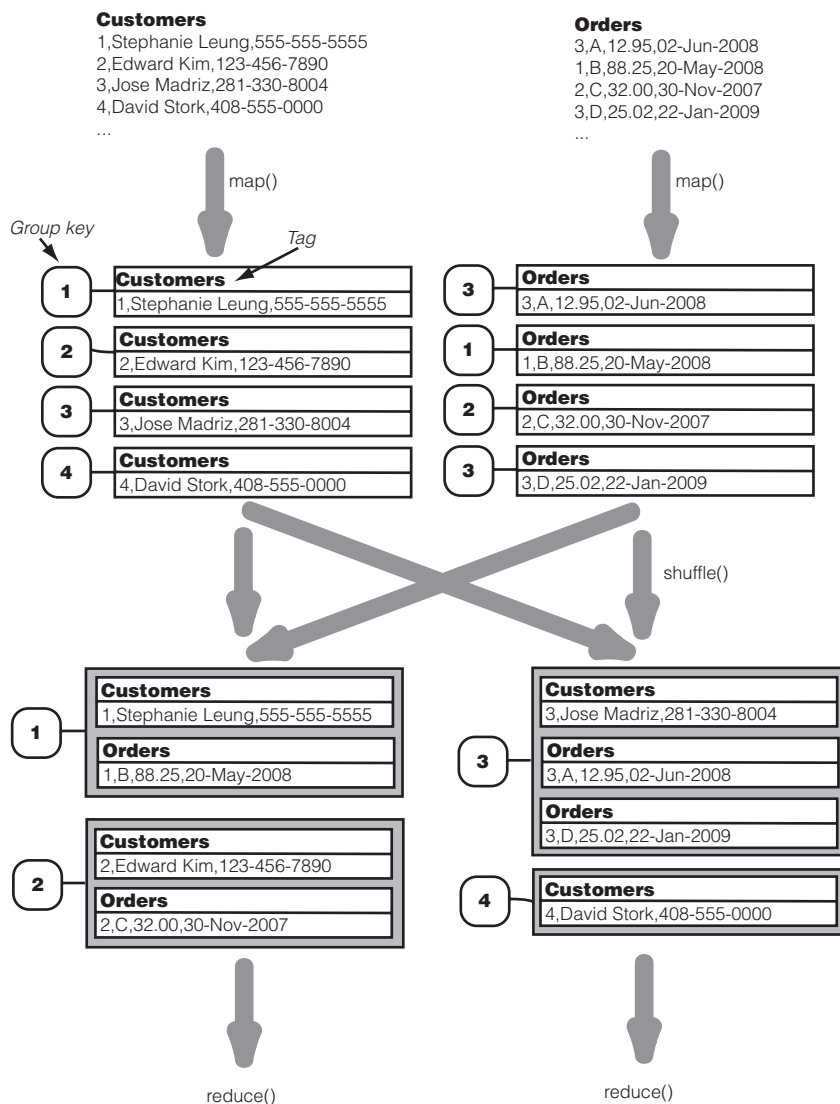 Customers
1,Stephanie Leung,555-555-5555
2,Edward Kim,123-456-7890
3,Jose Madriz,281-330-8004
4,David Stork,408-555-0000
...
Orders
3,A,12.95,02-Jun-2008
1,B,88.25,20-May-2008
2,C,32.00,30-Nov-2007
3,D,25.02,22-Jan-2009
...
map()
map()
Group key
Tag
1
Customers
1,Stephanie Leung,555-555-5555
2
Customers
2,Edward Kim,123-456-7890
3
Customers
3,Jose Madriz,281-330-8004
4
Customers
4,David Stork,408-555-0000
3
Orders
3,A,12.95,02-Jun-2008
1
Orders
1,B,88.25,20-May-2008
2
Orders
2,C,32.00,30-Nov-2007
3
Orders
3,D,25.02,22-Jan-2009
shuffle()
1
Customers
1,Stephanie Leung,555-555-5555
Orders
1,B,88.25,20-May-2008
2
Customers
2,Edward Kim,123-456-7890
Orders
2,C,32.00,30-Nov-2007
3
Customers
3,Jose Madriz,281-330-8004
Orders
3,A,12.95,02-Jun-2008
Orders
3,D,25.02,22-Jan-2009
4
Customers
4,David Stork,408-555-0000
reduce()
reduce()